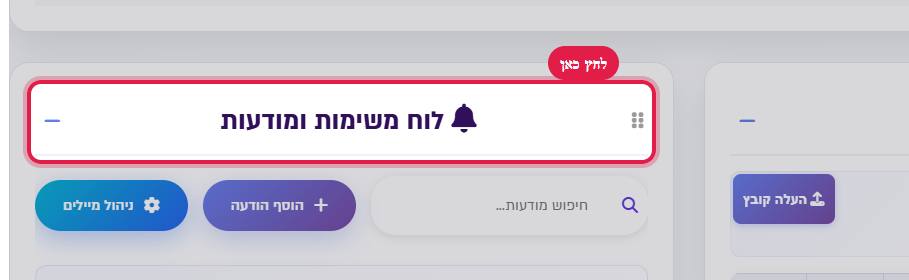 לחץ כאן
לוח משימות ומודעות
חיפוש מודעות...
הוסף הודעה
ניהול מיילים
העלה קובץ